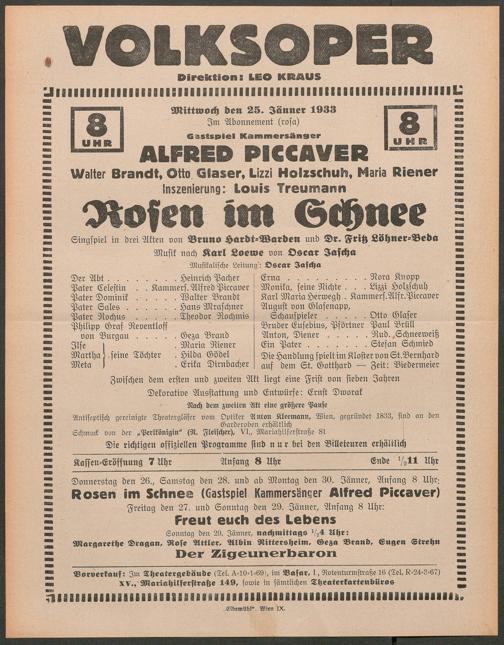 VOLKSOPER
Direktion: LEO KRAUS
8 UHR
Mittwoch den 25. Jänner 1933
Im Abonnement (rosa)
8 UHR
Gastspiel Kammersänger
ALFRED PICCAVER
Walter Brandt, Otto Glaser, Lizzi Holzschuh, Maria Riener
Inszenierung: Louis Treumann
Rosen im Schnee
Singspiel in drei Akten von Bruno Hardt-Warden und Dr. Fritz Löhner-Beda
Musik nach Karl Loewe von Oscar Jascha
Musikalische Leitung: Oscar Jascha
Der Abt . . . . . . . Heinrich Pacher
Pater Celestin . . Kammers. Alfred Piccaver
Pater Dominik . . . . . Walter Brandt
Pater Sales . . . . . Hans Mraschner
Pater Rochus . . . . Theodor Rochmis
Philipp Graf Reventloff
von Burgau . . . . . Geza Brand
Ilse . . . . Maria Riener
Martha } seine Töchter . Hilda Gödel
Meta . . . . Erika Dirnbacher
Erna . . . . . . . . Nora Knopp
Monika, seine Nichte . . . Lizzi Holzschuh
Karl Maria Herwegh . Kammers. Alfr. Piccaver
August von Glasenapp,
Schauspieler . . . . . Otto Glaser
Bruder Eusebius, Pförtner Paul Brüll
Anton, Diener . . . . Rud. Schneeweiß
Ein Pater . . . . . . Stefan Schmied
Die Handlung spielt im Kloster von St. Bernhard
auf dem St. Gotthard — Zeit: Biedermeier
Zwischen dem ersten und zweiten Akt liegt eine Frist von sieben Jahren
Dekorative Ausstattung und Entwürfe: Ernst Dworak
Nach dem zweiten Akt eine größere Pause
Antiseptisch gereinigte Theatergläser vom Optiker Anton Kleemann, Wien, gegründet 1833, sind an den
Garderoben erhältlich
Schmuck von der „Perlkönigin" (R. Fleischer), VI., Mariahilferstraße 81
Die richtigen offiziellen Programme sind nur bei den Billeteuren erhältlich
Kassen-Eröffnung 7 Uhr Anfang 8 Uhr Ende ½11 Uhr
Donnerstag den 26., Samstag den 28. und ab Montag den 30. Jänner, Anfang 8 Uhr:
Rosen im Schnee (Gastspiel Kammersänger Alfred Piccaver)
Freitag den 27. und Sonntag den 29. Jänner, Anfang 8 Uhr:
Freut euch des Lebens
Sonntag den 29. Jänner, nachmittags ½4 Uhr:
Margarethe Dragan, Rose Attler, Albin Rittersheim, Geza Brand, Eugen Strehn
Der Zigeunerbaron
Vorverkauf: Im Theatergebäude (Tel. A-10-1-69), im Basar, I, Rotenturmstraße 16 (Tel. R-24-3-67)
XV., Mariahilferstraße 149, sowie in sämtlichen Theaterkartenbüros
„Elbemühl", Wien IX.